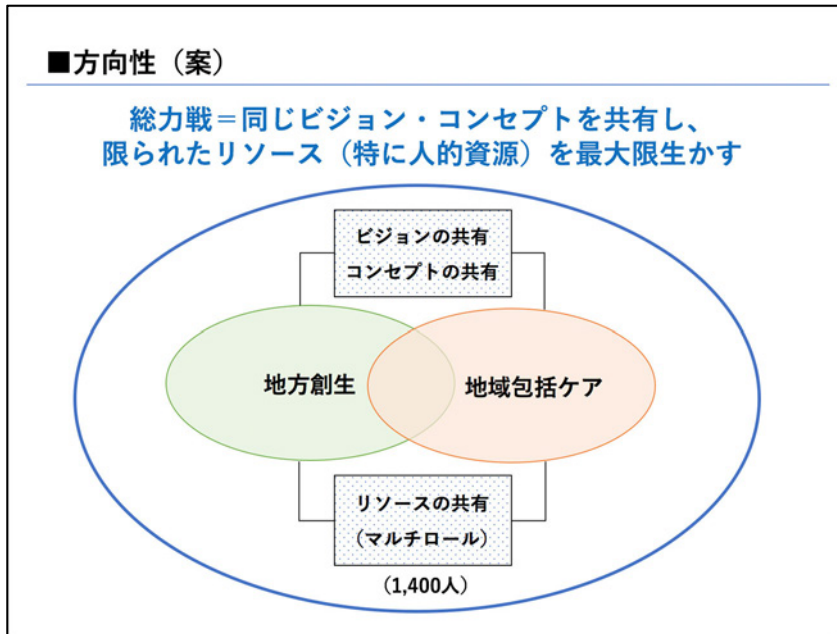 ■方向性（案）
総力戦＝同じビジョン・コンセプトを共有し、
限られたリソース（特に人的資源）を最大限生かす
ビジョンの共有
コンセプトの共有
地方創生
地域包括ケア
リソースの共有
（マルチロール）
（1,400人）